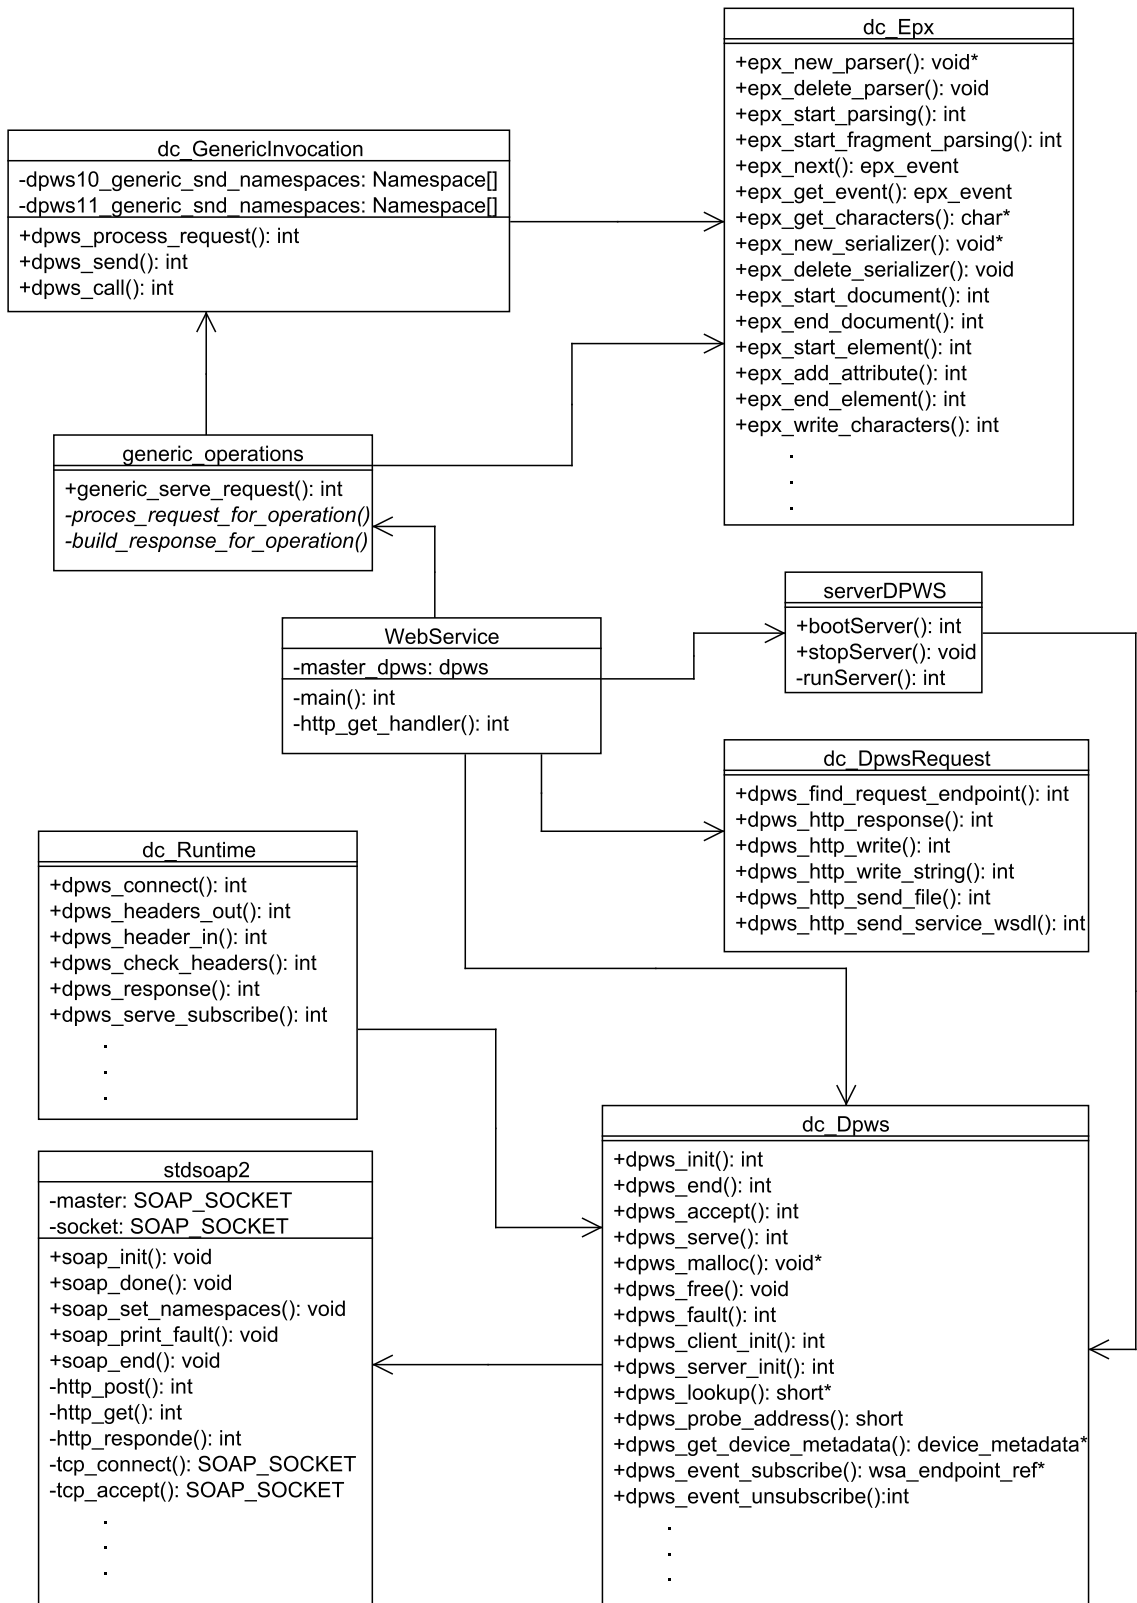 dc_Epx
+epx_new_parser(): void*
+epx_delete_parser(): void
+epx_start_parsing(): int
+epx_start_fragment_parsing(): int
+epx_next(): epx_event
+epx_get_event(): epx_event
+epx_get_characters(): char*
+epx_new_serializer(): void*
+epx_delete_serializer(): void
+epx_start_document(): int
+epx_end_document(): int
+epx_start_element(): int
+epx_add_attribute(): int
+epx_end_element(): int
+epx_write_characters(): int
.
.
.
dc_GenericInvocation
-dpws10_generic_snd_namespaces: Namespace[]
-dpws11_generic_snd_namespaces: Namespace[]
+dpws_process_request(): int
+dpws_send(): int
+dpws_call(): int
generic_operations
+generic_serve_request(): int
-proces_request_for_operation()
-build_response_for_operation()
serverDPWS
+bootServer(): int
+stopServer(): void
-runServer(): int
WebService
-master_dpws: dpws
-main(): int
-http_get_handler(): int
dc_DpwsRequest
+dpws_find_request_endpoint(): int
+dpws_http_response(): int
+dpws_http_write(): int
+dpws_http_write_string(): int
+dpws_http_send_file(): int
+dpws_http_send_service_wsdl(): int
dc_Runtime
+dpws_connect(): int
+dpws_headers_out(): int
+dpws_header_in(): int
+dpws_check_headers(): int
+dpws_response(): int
+dpws_serve_subscribe(): int
.
.
.
dc_Dpws
+dpws_init(): int
+dpws_end(): int
+dpws_accept(): int
+dpws_serve(): int
+dpws_malloc(): void*
+dpws_free(): void
+dpws_fault(): int
+dpws_client_init(): int
+dpws_server_init(): int
+dpws_lookup(): short*
+dpws_probe_address(): short
+dpws_get_device_metadata(): device_metadata*
+dpws_event_subscribe(): wsa_endpoint_ref*
+dpws_event_unsubscribe():int
.
.
.
stdsoap2
-master: SOAP_SOCKET
-socket: SOAP_SOCKET
+soap_init(): void
+soap_done(): void
+soap_set_namespaces(): void
+soap_print_fault(): void
+soap_end(): void
-http_post(): int
-http_get(): int
-http_responde(): int
-tcp_connect(): SOAP_SOCKET
-tcp_accept(): SOAP_SOCKET
.
.
.